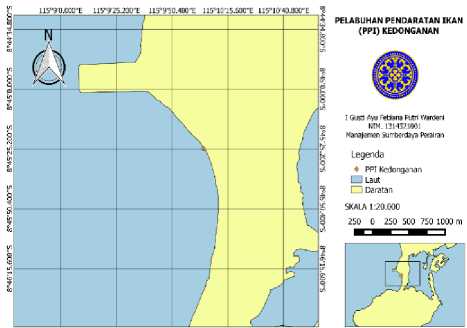 115°9'0.000"E 115°9'25.200"E 115°9'50.400"E 115°10'15.600"E 115°10'40.800"E
8°44'34.800"S
8°45'0.000"S
8°45'25.200"S
8°45'50.400"S
8°46'15.600"S
N
8°44'34.800"S
8°45'0.000"S
8°45'25.200"S
8°45'50.400"S
8°46'15.600"S
PELABUHAN PENDARATAN IKAN
(PPI) KEDONGANAN
I Gusti Ayu Febiana Putri Wardeni
Manajemen Sumberdaya Perairan
Legenda
PPI Kedonganan
Laut
Daratan
SKALA 1:20.000
250 0 250 500 750 1000 m